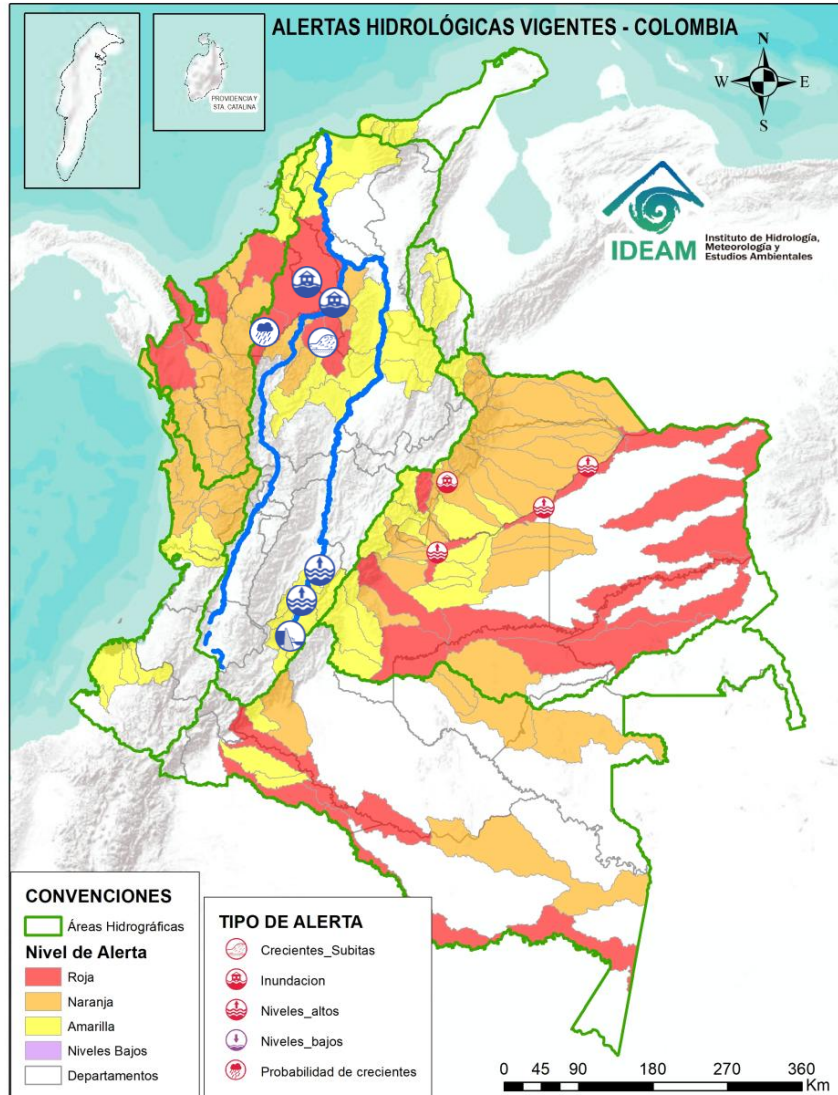 ALERTAS HIDROLÓGICAS VIGENTES - COLOMBIA
PROVIDENCIA Y
STA. CATALINA
N
W
E
S
IDEAM
Instituto de Hidrología,
Meteorología y
Estudios Ambientales
CONVENCIONES
Áreas Hidrográficas
Nivel de Alerta
Roja
Naranja
Amarilla
Niveles Bajos
Departamentos
TIPO DE ALERTA
Crecientes_Subitas
Inundacion
Niveles_altos
Niveles_bajos
Probabilidad de crecientes
0 45 90 180 270 360
Km